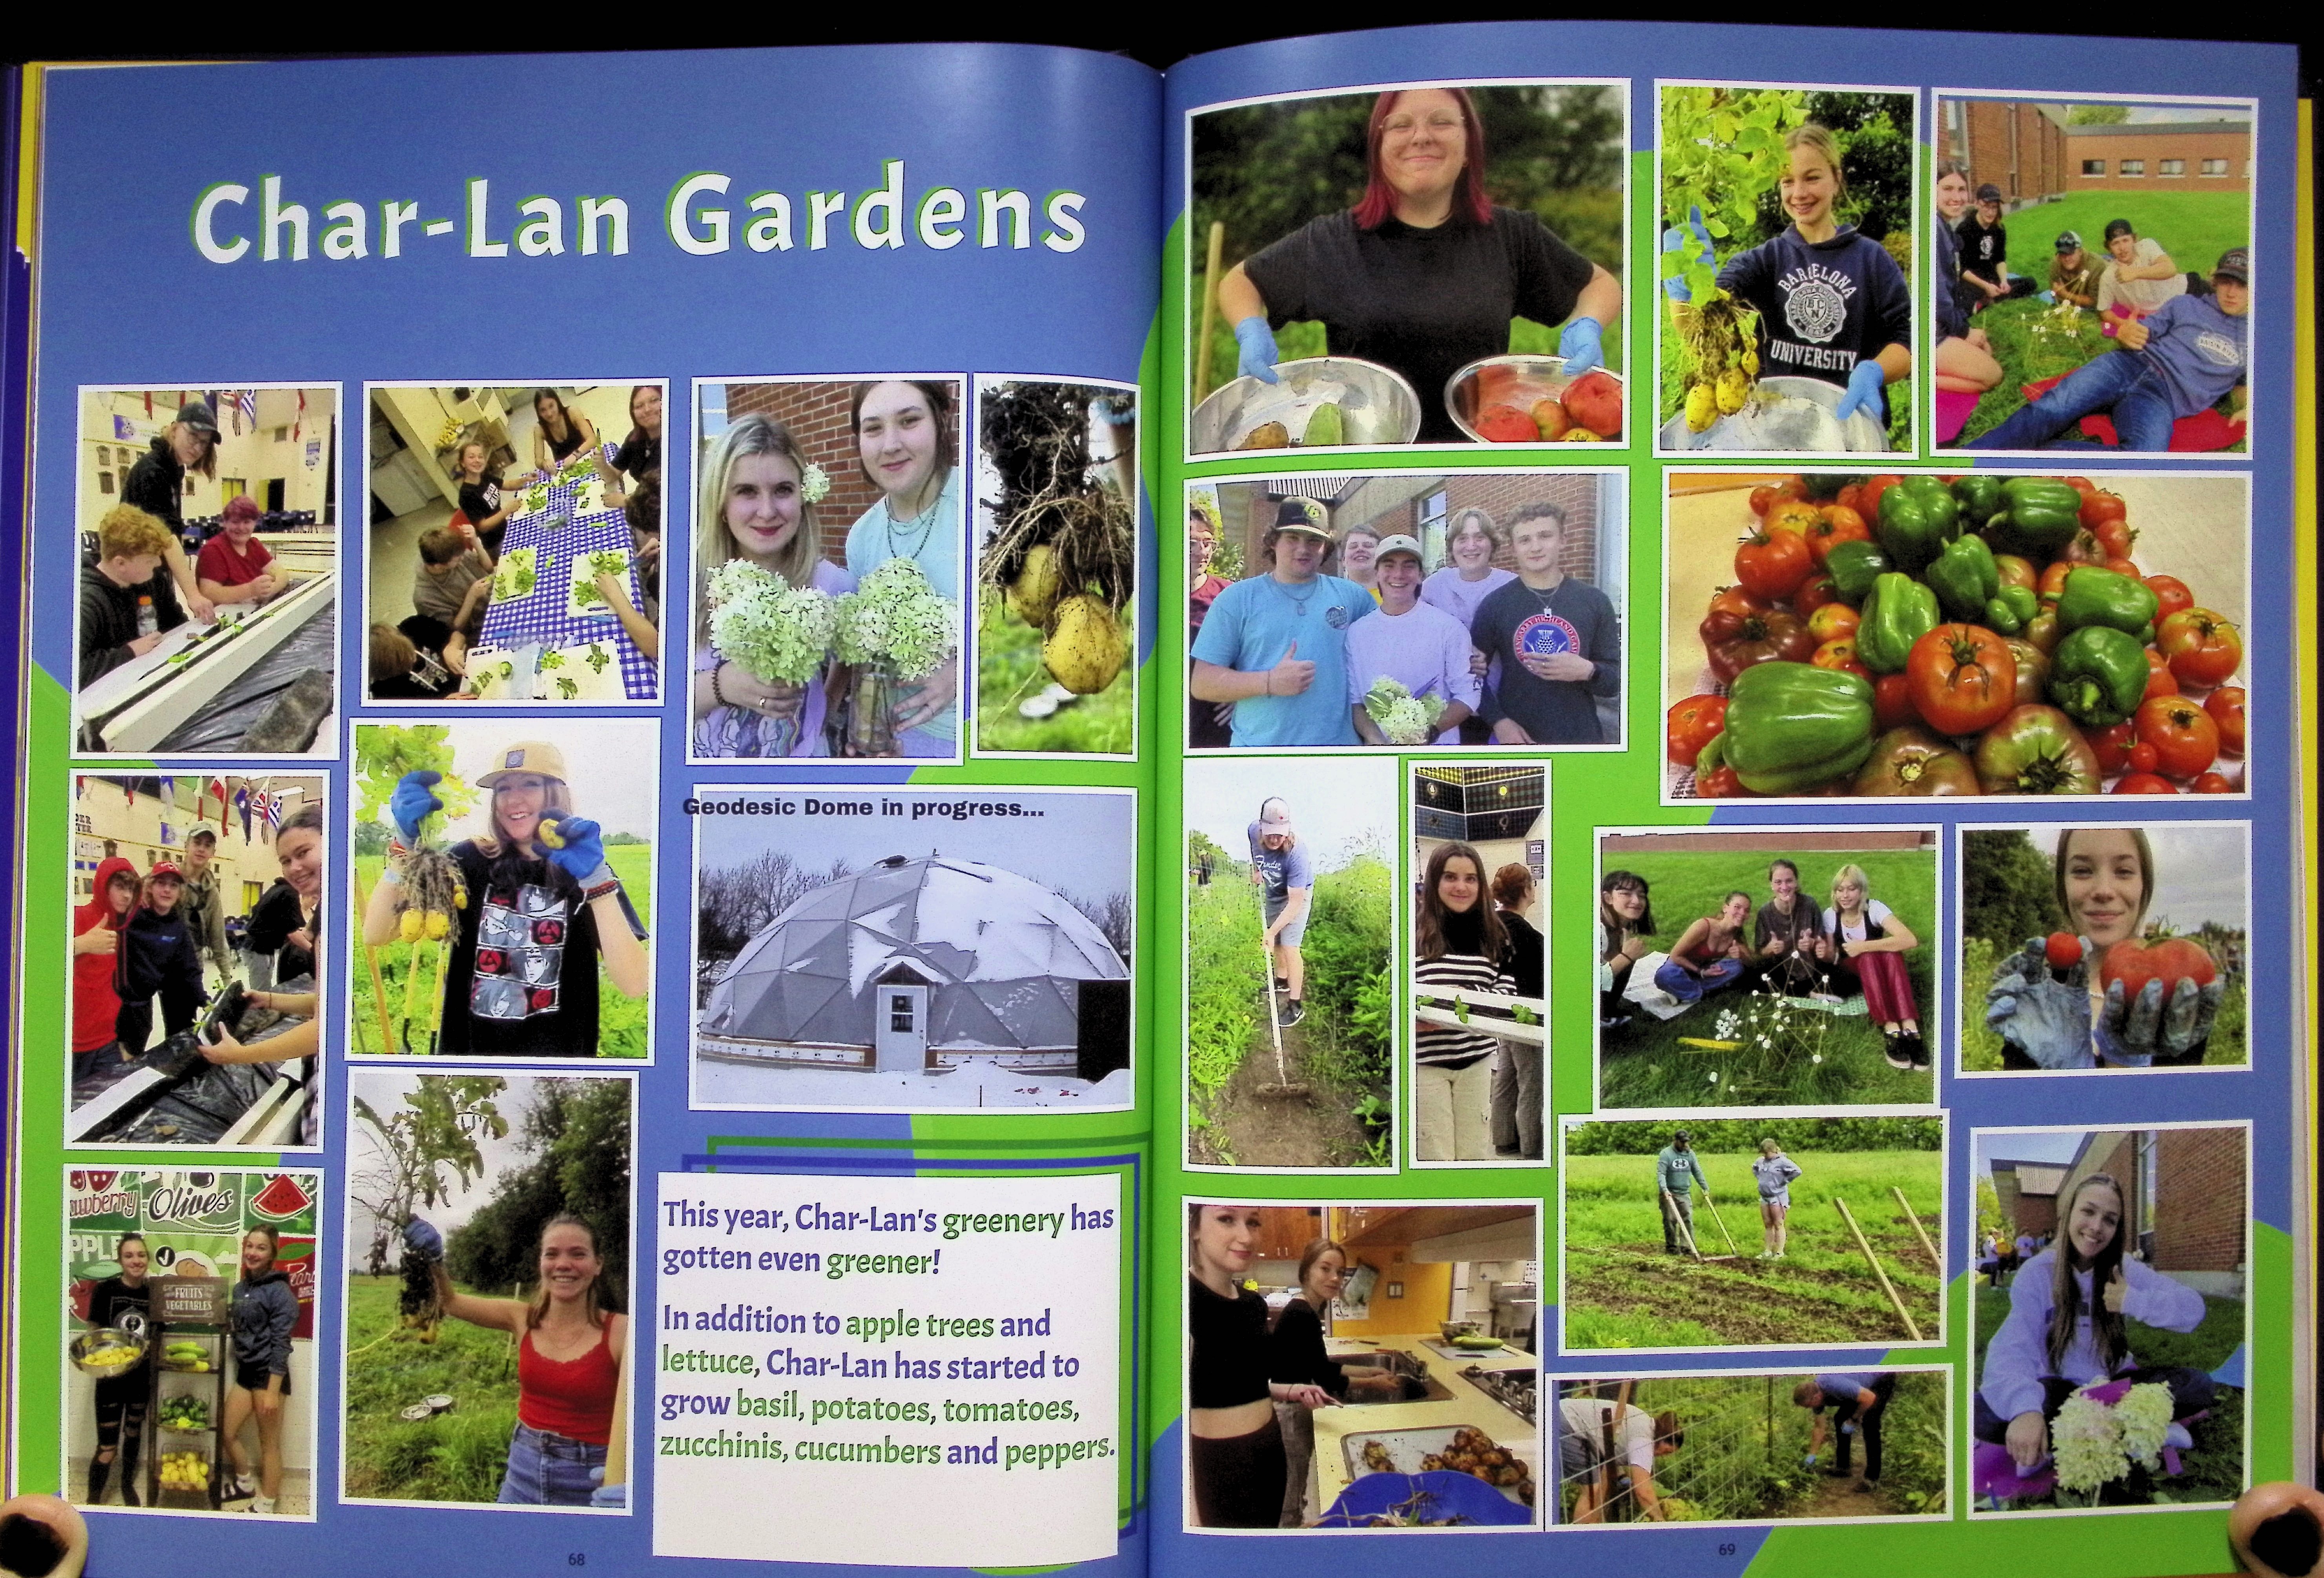 Char-Lan Gardens
Geodesic Dome in progress...
Olives
FRUITS
VEGETABLES
This year, Char-Lan's greenery has
gotten even greener!
In addition to apple trees and
lettuce, Char-Lan has started to
grow basil, potatoes, tomatoes,
zucchinis, cucumbers and peppers.
68
BARCELONA
UNIVERSITY
69